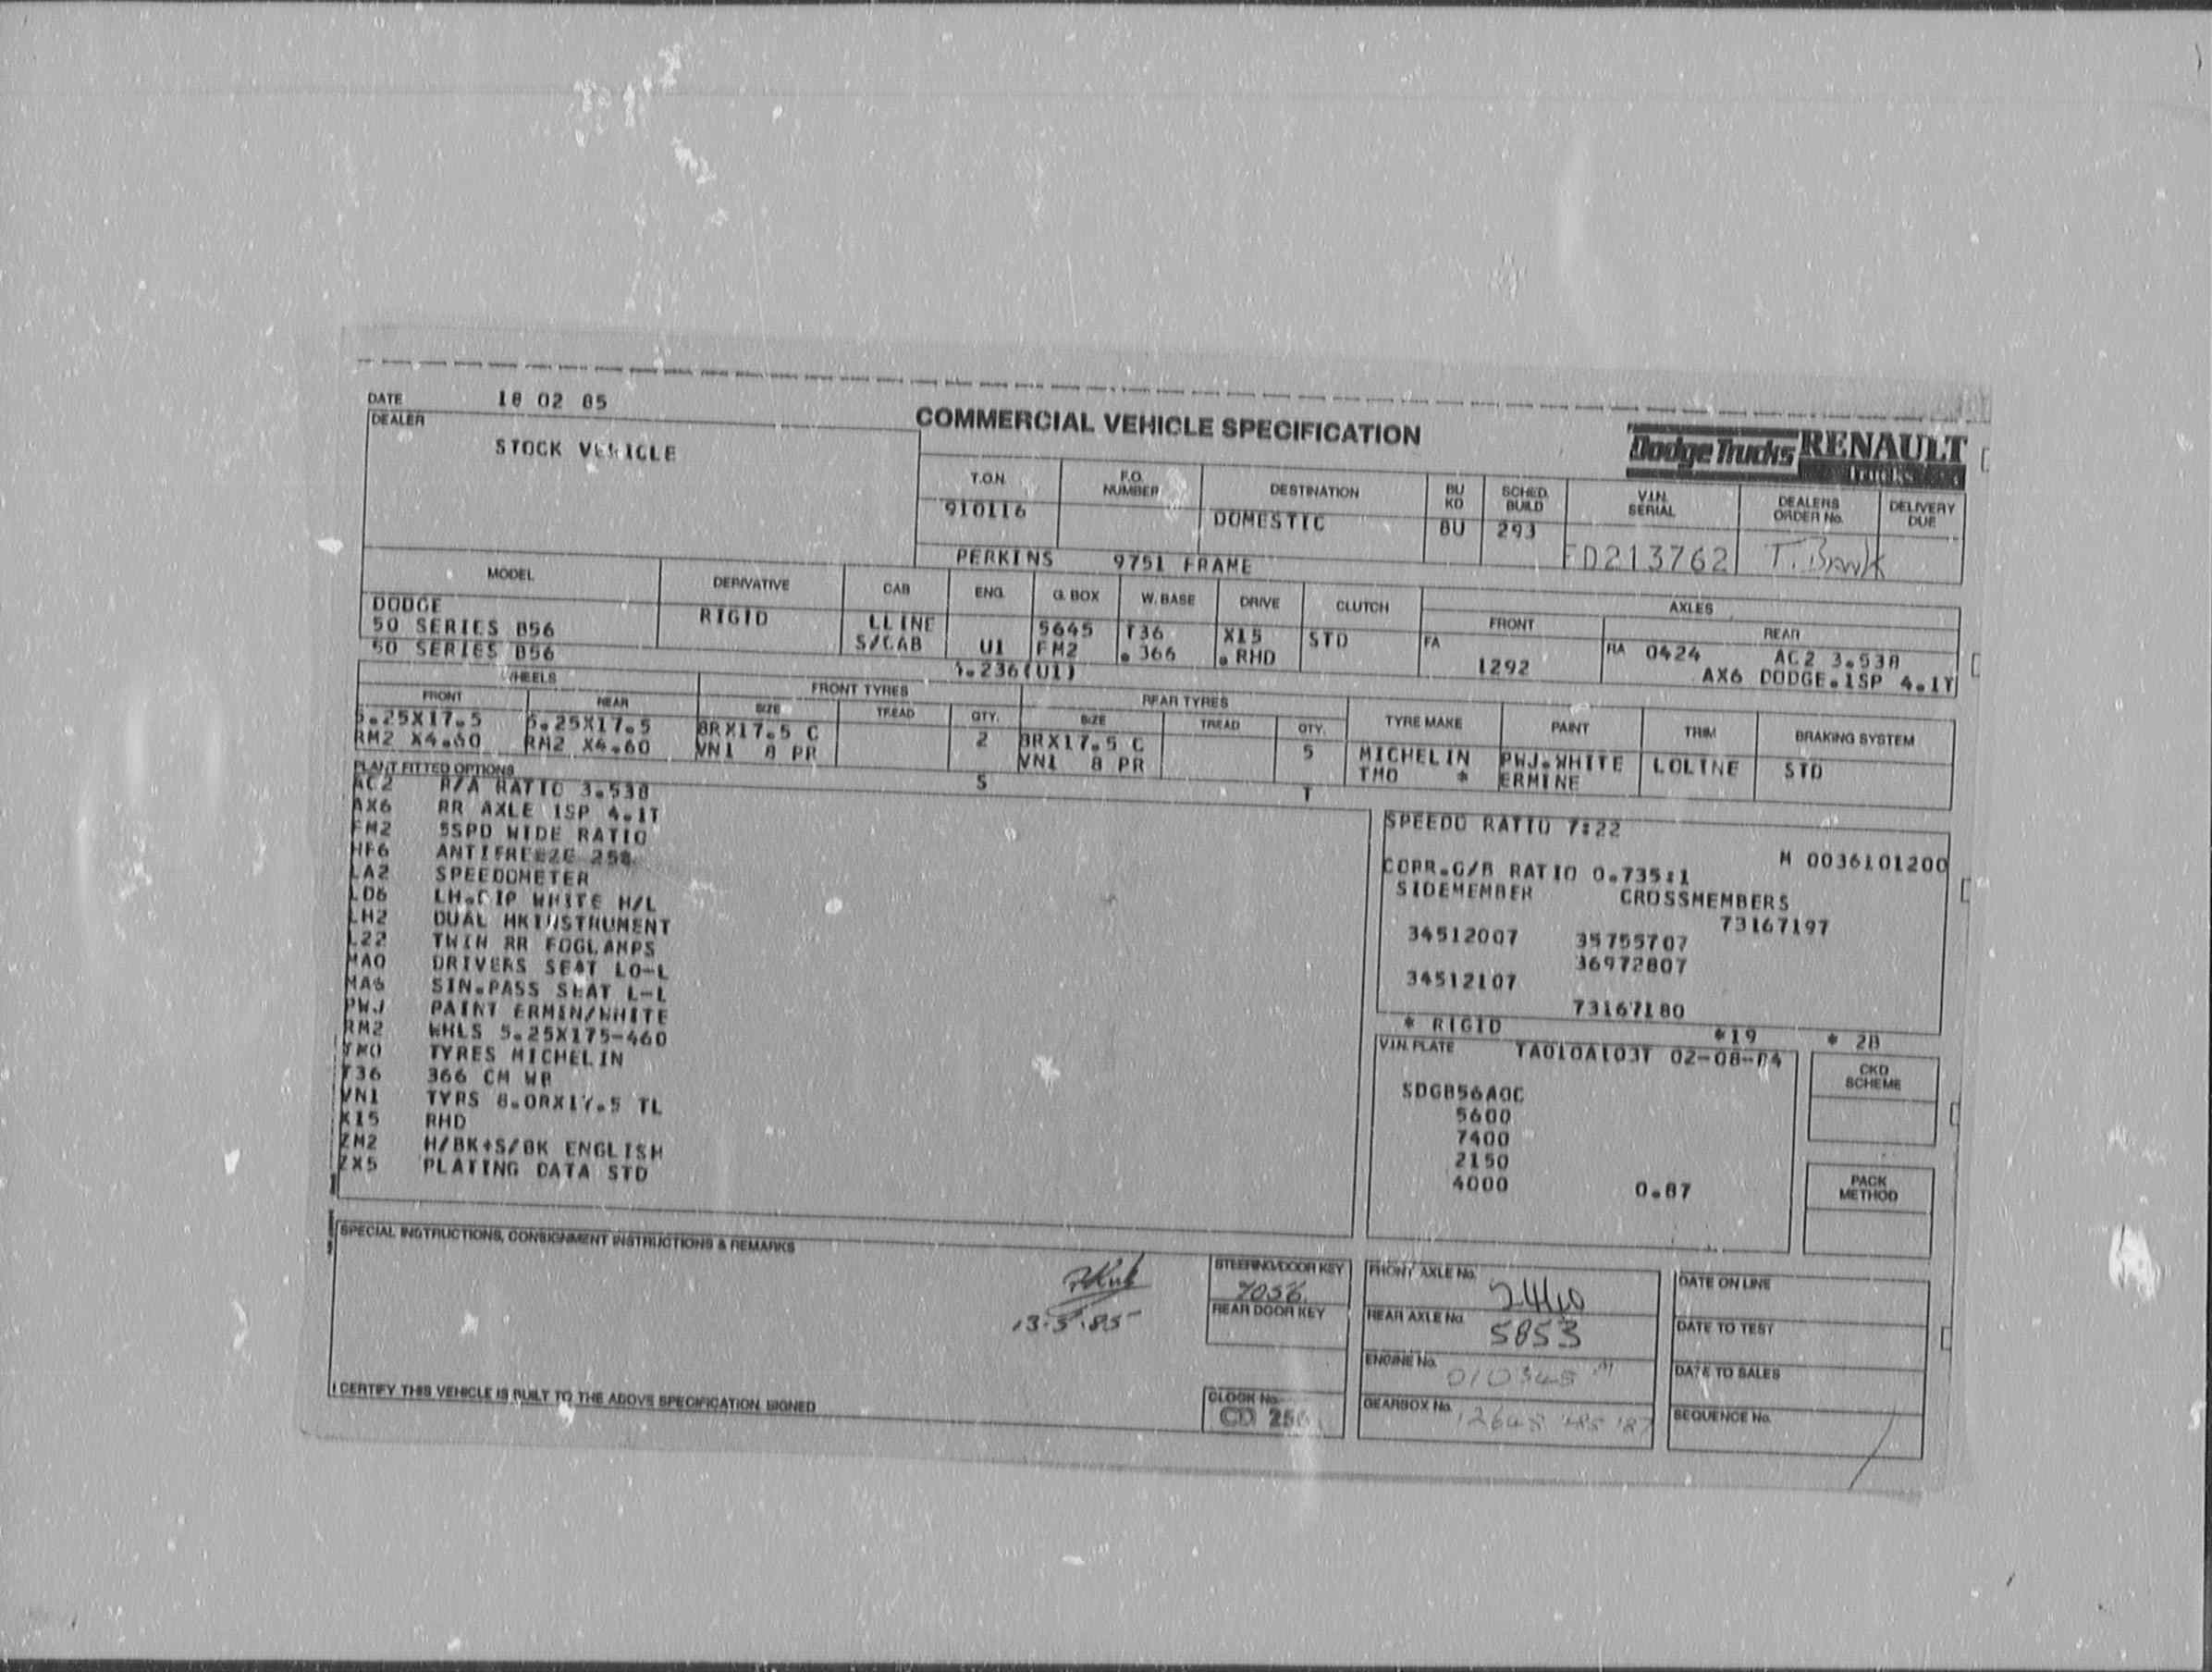 DATE 18 02 85
DEALER
STOCK VEHICLE
COMMERCIAL VEHICLE SPECIFICATION
Dodge Trucks RENAULT
TRUCKS
T.O.N. F.O. NUMBER DESTINATION BU KD SCHED. BUILD V.I.N. SERIAL DEALERS ORDER No. DELIVERY DUE
910116 DOMESTIC BU 293 FD213762
PERKINS 9751 FRAME
MODEL DERIVATIVE CAB ENG. G. BOX W. BASE DRIVE CLUTCH AXLES
FRONT REAR
DODGE RIGID LLINE 5645 T36 X15 STD FA RA 0424 AC2 3.538
50 SERIES B56 S/CAB U1 FM2 .366 .RHD 1292 AX6 DODGE.1SP 4.1T
50 SERIES B56 4.236(U1)
WHEELS FRONT TYRES REAR TYRES
FRONT REAR SIZE TREAD QTY. SIZE TREAD QTY. TYRE MAKE PAINT TRIM BRAKING SYSTEM
5.25X17.5 5.25X17.5 8RX17.5 C 2 8RX17.5 C 5 MICHELIN PWJ.WHITE LOLINE STD
RM2 X4.60 RM2 X4.60 VN1 8 PR VN1 8 PR TMO * ERMINE
S T
PLANT FITTED OPTIONS
AC2 R/A RATIO 3.538
AX6 RR AXLE 1SP 4.1T
FM2 5SPD WIDE RATIO
HF6 ANTIFREEZE 25%
LA2 SPEEDOMETER
LD6 LH.DIP WHITE H/L
LH2 DUAL MKINSTRUMENT
L22 TWIN RR FOGLAMPS
MA0 DRIVERS SEAT LO-L
MA6 SIN.PASS SEAT L-L
PWJ PAINT ERMIN/WHITE
RM2 WHLS 5.25X175-460
TMO TYRES MICHELIN
T36 366 CM WB
VN1 TYRS 8.0RX17.5 TL
X15 RHD
ZM2 H/BK+S/BK ENGLISH
ZX5 PLATING DATA STD
SPEEDO RATIO 7:22
M 0036101200
CORR.G/B RATIO 0.735:1
SIDEMEMBER CROSSMEMBERS
73167197
34512007 35755707
36972807
34512107
73167180
* RIGID *19 * 2B
V.I.N. PLATE TA010A103T 02-08-84
SDGB56A0C
5600
7400
2150
4000 0.87
CKD SCHEME
PACK METHOD
SPECIAL INSTRUCTIONS, CONSIGNMENT INSTRUCTIONS & REMARKS
13.3.85
STEERING/DOOR KEY
7056
REAR DOOR KEY
CLOCK No.
CD 256
FRONT AXLE No.
REAR AXLE No. 5853
ENGINE No.
GEARBOX No.
DATE ON LINE
DATE TO TEST
DATE TO SALES
SEQUENCE No.
I CERTIFY THIS VEHICLE IS BUILT TO THE ABOVE SPECIFICATION. SIGNED